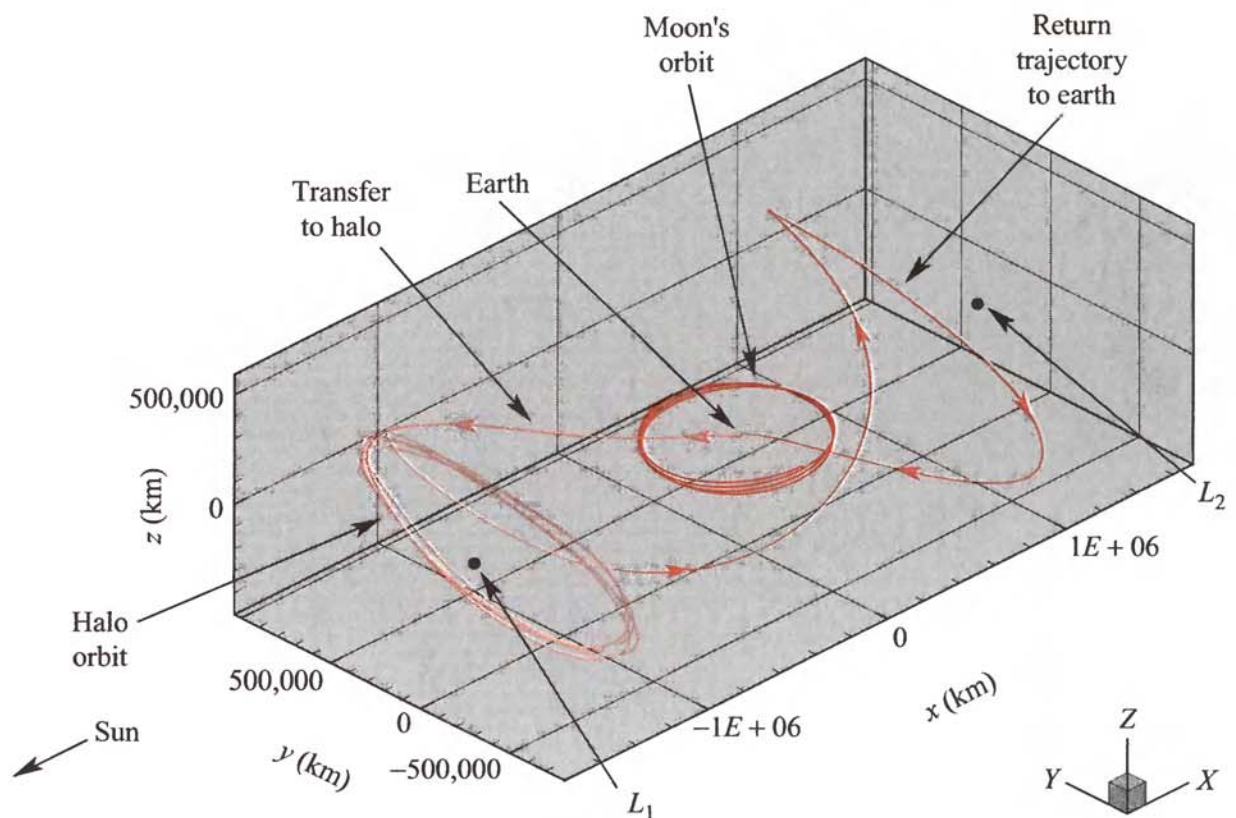 Moon's
orbit
Return
trajectory
to earth
Transfer
to halo
Earth
500,000
0
z (km)
L₂
1E + 06
0
x (km)
Halo
orbit
500,000
0
−1E + 06
−500,000
y (km)
Sun
L₁
Z
Y
X